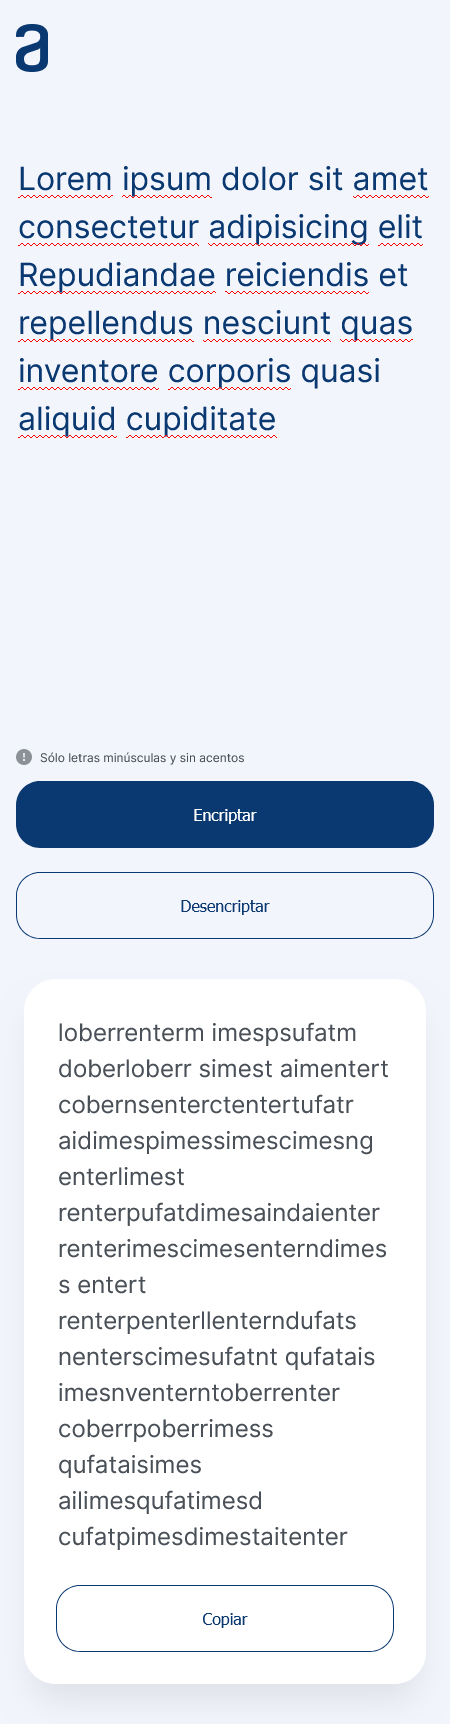 a
Lorem ipsum dolor sit amet
consectetur adipisicing elit
Repudiandae reiciendis et
repellendus nesciunt quas
inventore corporis quasi
aliquid cupiditate
Sólo letras minúsculas y sin acentos
Encriptar
Desencriptar
loberrenterm imespsufatm
doberloberr simest aimentert
cobernsenterctentertufatr
aidimespimessimescimesng
enterlimest
renterpufatdimesaindaienter
renterimescimesenterndimes
s entert
renterpenterllenterndufats
nenterscimesufatnt qufatais
imesnventerntoberrenter
coberrpoberrimess
qufataisimes
ailimesqufatimesd
cufatpimesdimestaitenter
Copiar